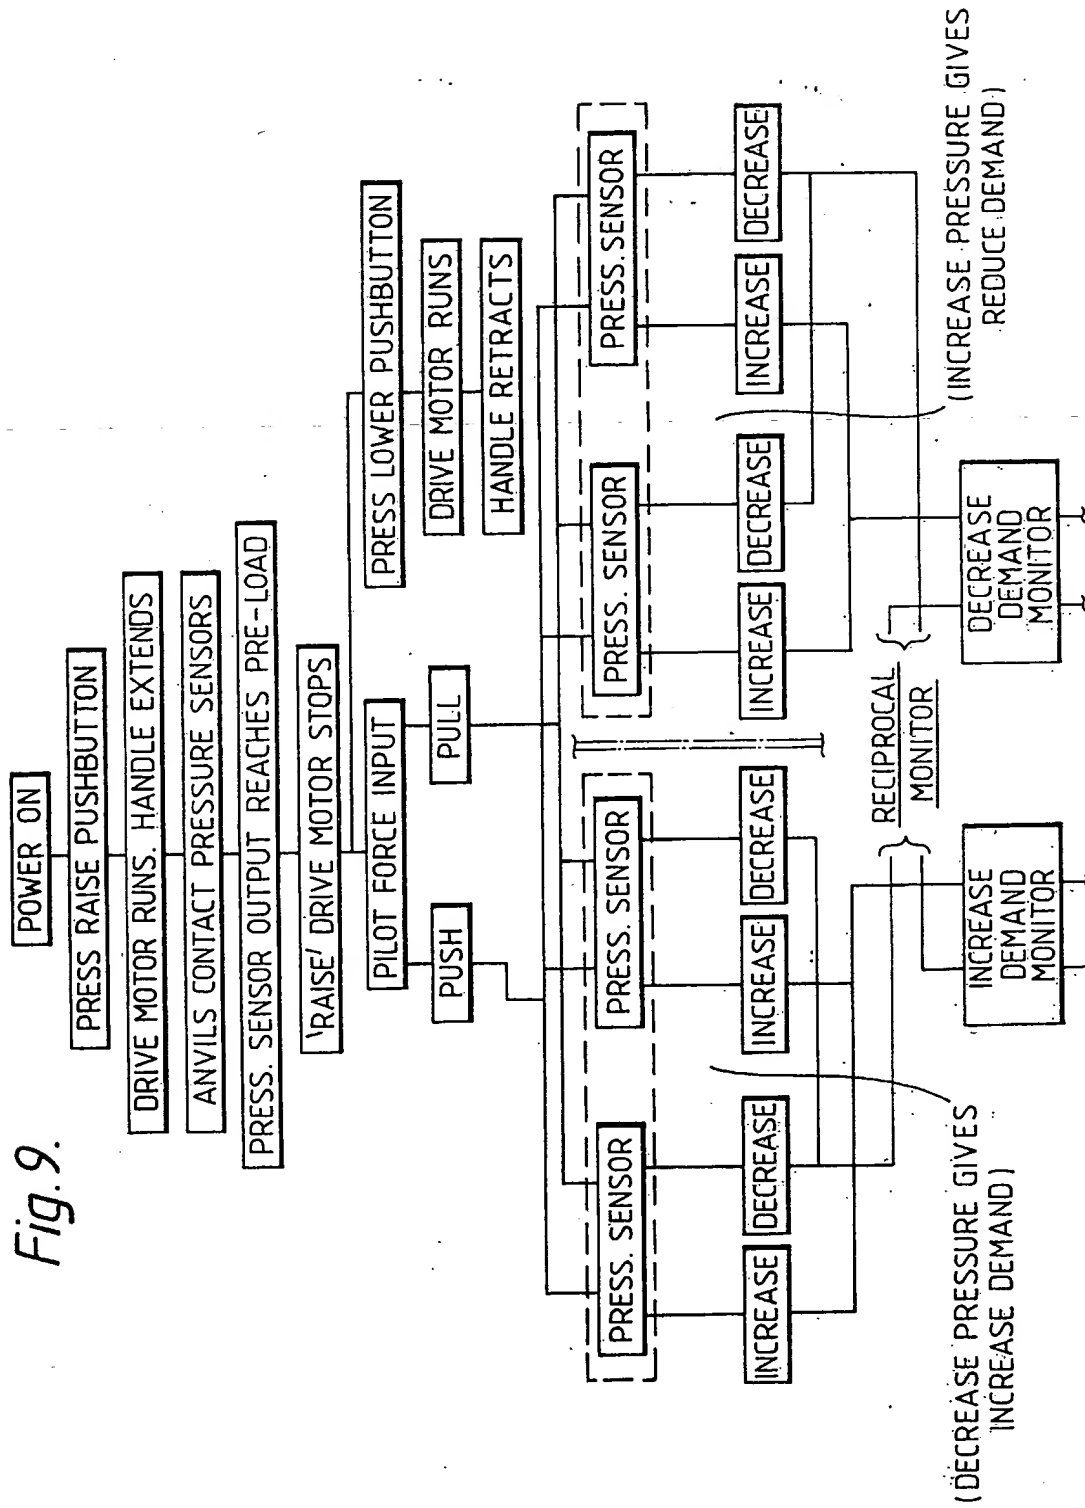 Fig. 9.
POWER ON
PRESS RAISE PUSHBUTTON
DRIVE MOTOR RUNS. HANDLE EXTENDS
ANVILS CONTACT PRESSURE SENSORS
PRESS. SENSOR OUTPUT REACHES PRE-LOAD
'RAISE' DRIVE MOTOR STOPS
PILOT FORCE INPUT
PRESS LOWER PUSHBUTTON
PUSH
PULL
DRIVE MOTOR RUNS
HANDLE RETRACTS
PRESS. SENSOR
PRESS. SENSOR
PRESS. SENSOR
PRESS. SENSOR
INCREASE
DECREASE
INCREASE
DECREASE
INCREASE
DECREASE
INCREASE
DECREASE
RECIPROCAL
MONITOR
(DECREASE PRESSURE GIVES
INCREASE DEMAND)
INCREASE
DEMAND
MONITOR
DECREASE
DEMAND
MONITOR
(INCREASE PRESSURE GIVES
REDUCE DEMAND)